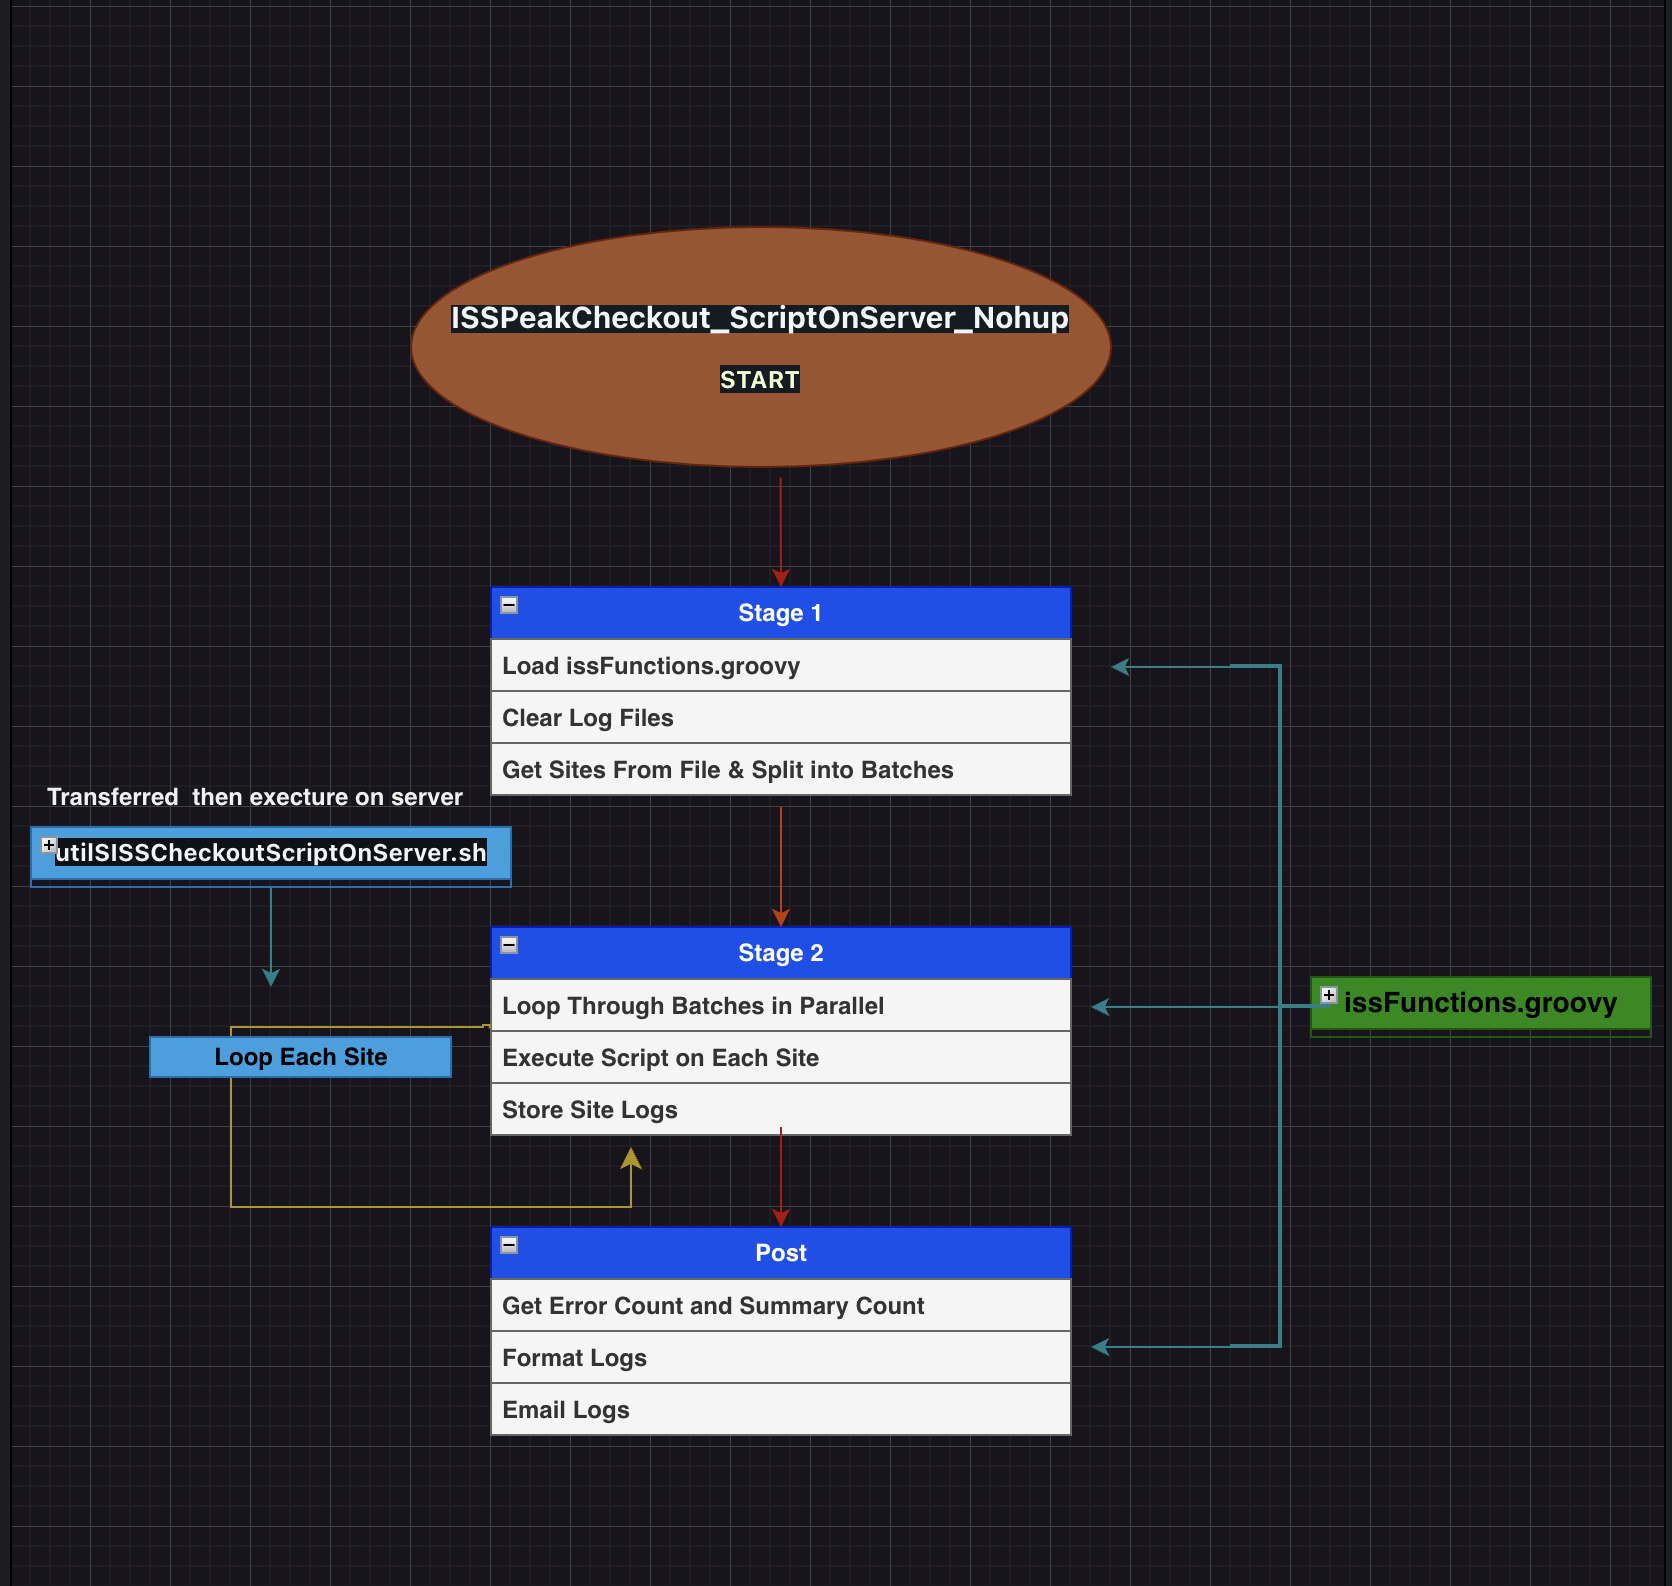 ISSPeakCheckout_ScriptOnServer_Nohup
START
Stage 1
Load issFunctions.groovy
Clear Log Files
Get Sites From File & Split into Batches
Transferred then execture on server
utilSISSCheckoutScriptOnServer.sh
Stage 2
Loop Through Batches in Parallel
Execute Script on Each Site
Store Site Logs
Loop Each Site
issFunctions.groovy
Post
Get Error Count and Summary Count
Format Logs
Email Logs